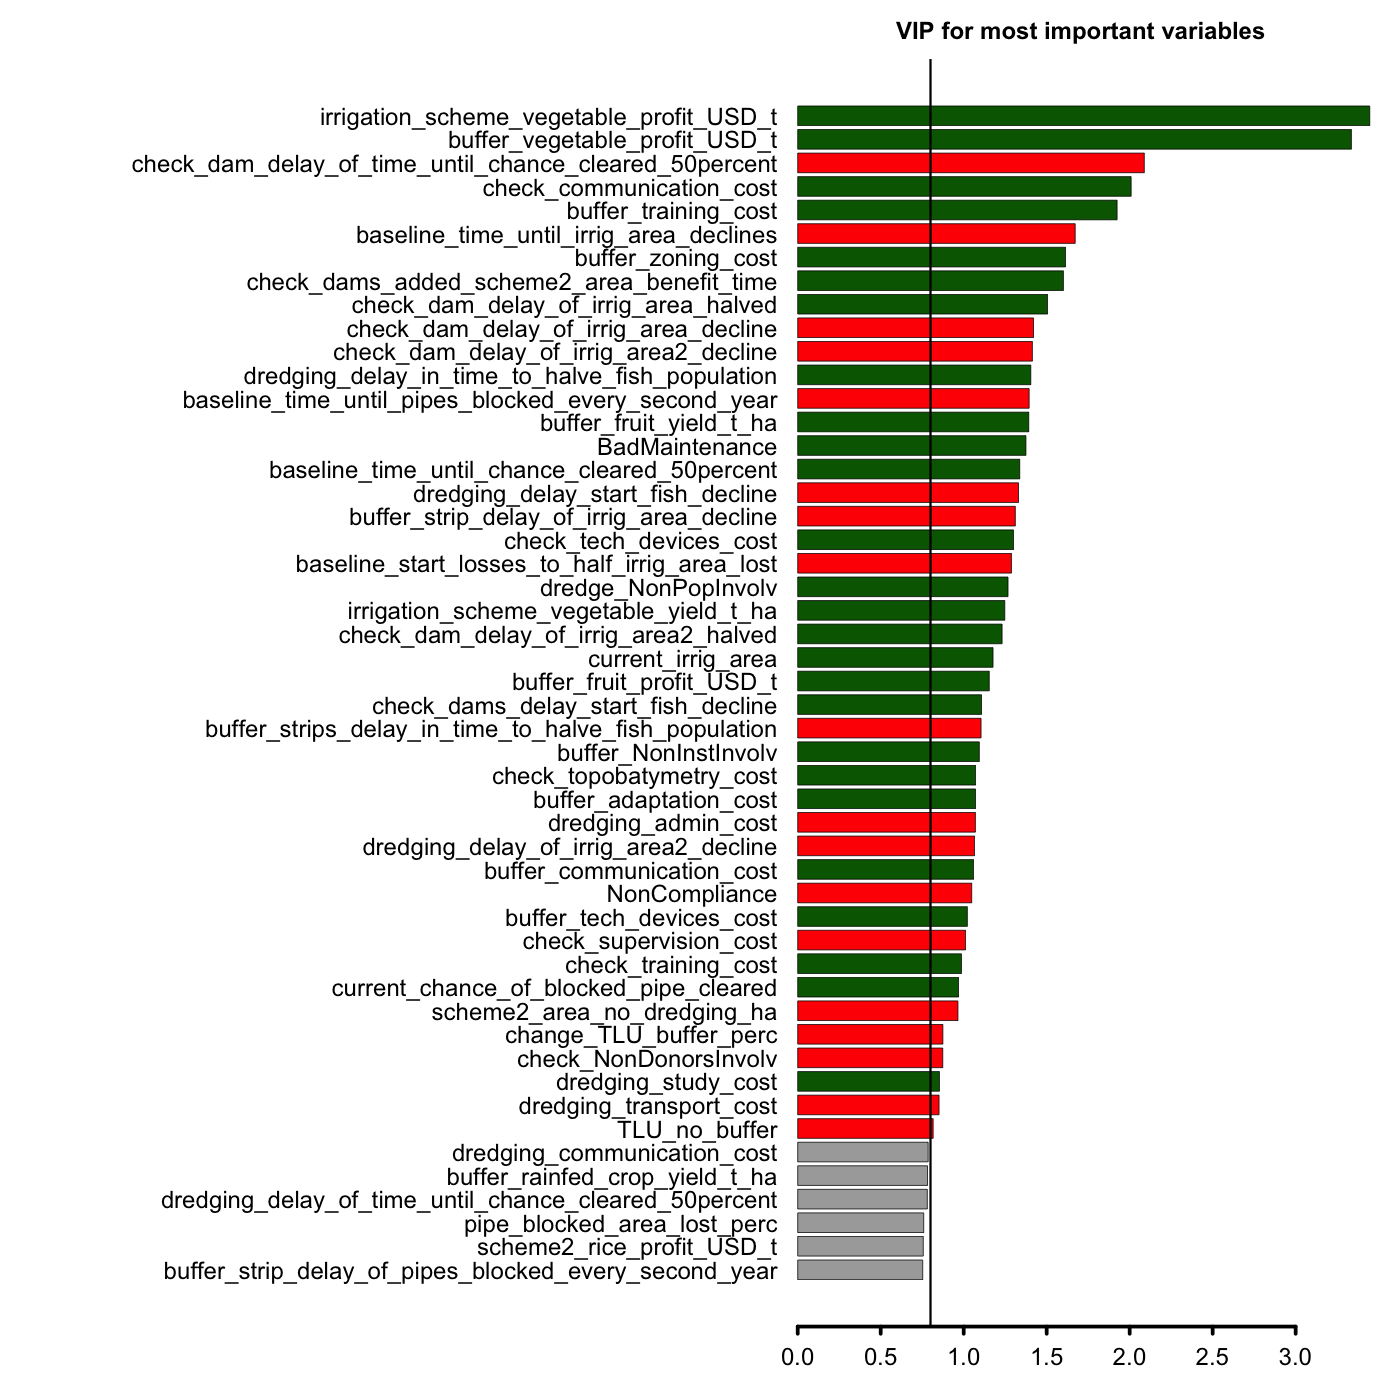 VIP for most important variables
irrigation_scheme_vegetable_profit_USD_t
buffer_vegetable_profit_USD_t
check_dam_delay_of_time_until_chance_cleared_50percent
check_communication_cost
buffer_training_cost
baseline_time_until_irrig_area_declines
buffer_zoning_cost
check_dams_added_scheme2_area_benefit_time
check_dam_delay_of_irrig_area_halved
check_dam_delay_of_irrig_area_decline
check_dam_delay_of_irrig_area2_decline
dredging_delay_in_time_to_halve_fish_population
baseline_time_until_pipes_blocked_every_second_year
buffer_fruit_yield_t_ha
BadMaintenance
baseline_time_until_chance_cleared_50percent
dredging_delay_start_fish_decline
buffer_strip_delay_of_irrig_area_decline
check_tech_devices_cost
baseline_start_losses_to_half_irrig_area_lost
dredge_NonPopInvolv
irrigation_scheme_vegetable_yield_t_ha
check_dam_delay_of_irrig_area2_halved
current_irrig_area
buffer_fruit_profit_USD_t
check_dams_delay_start_fish_decline
buffer_strips_delay_in_time_to_halve_fish_population
buffer_NonInstInvolv
check_topobatymetry_cost
buffer_adaptation_cost
dredging_admin_cost
dredging_delay_of_irrig_area2_decline
buffer_communication_cost
NonCompliance
buffer_tech_devices_cost
check_supervision_cost
check_training_cost
current_chance_of_blocked_pipe_cleared
scheme2_area_no_dredging_ha
change_TLU_buffer_perc
check_NonDonorsInvolv
dredging_study_cost
dredging_transport_cost
TLU_no_buffer
dredging_communication_cost
buffer_rainfed_crop_yield_t_ha
dredging_delay_of_time_until_chance_cleared_50percent
pipe_blocked_area_lost_perc
scheme2_rice_profit_USD_t
buffer_strip_delay_of_pipes_blocked_every_second_year
0.0 0.5 1.0 1.5 2.0 2.5 3.0